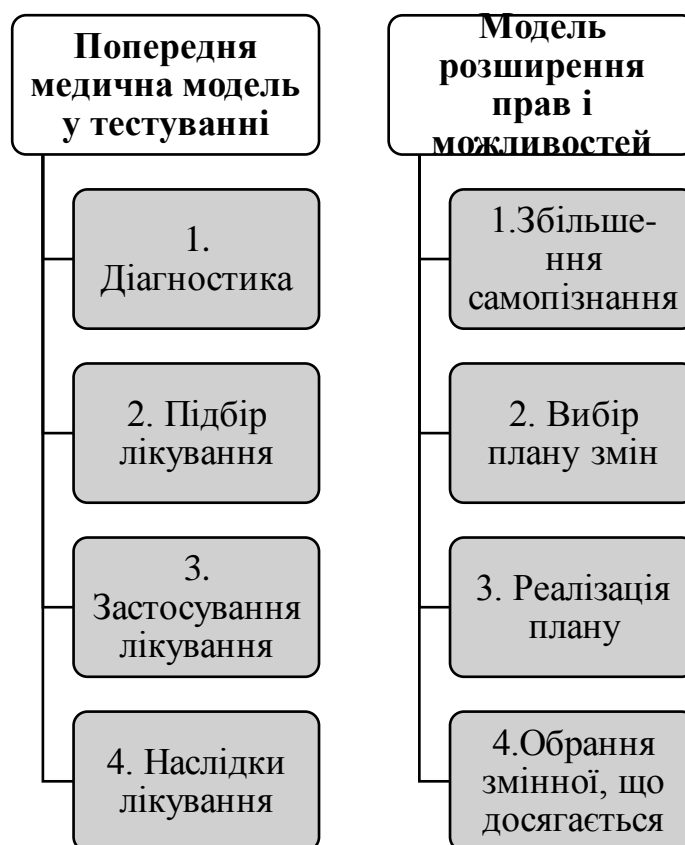 Попередня
медична модель
у тестуванні
1.
Діагностика
2. Підбір
лікування
3.
Застосування
лікування
4. Наслідки
лікування
Модель
розширення
прав і
можливостей
1.Збільше-
ння
самопізнання
2. Вибір
плану змін
3. Реалізація
плану
4.Обрання
змінної, що
досягається